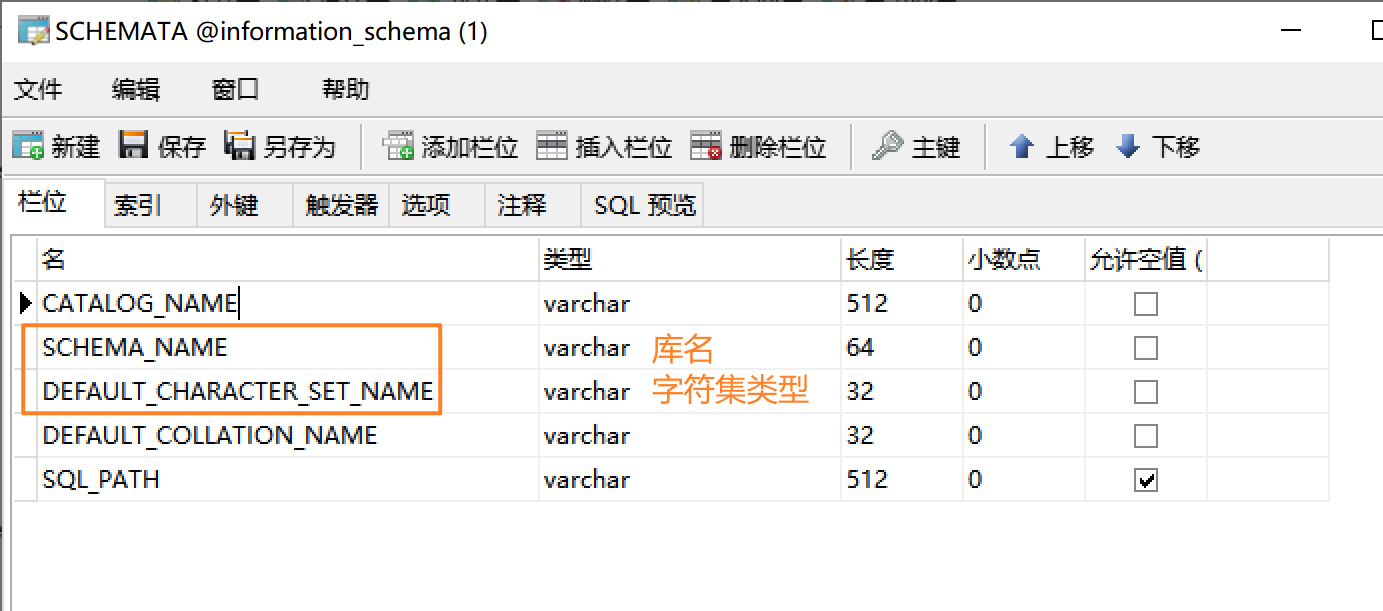 SCHEMATA @information_schema (1)
文件 编辑 窗口 帮助
新建 保存 另存为 添加栏位 插入栏位 删除栏位 主键 上移 下移
栏位 索引 外键 触发器 选项 注释 SQL 预览
名 类型 长度 小数点 允许空值 (
CATALOG_NAME varchar 512 0
SCHEMA_NAME varchar 库名 64 0
DEFAULT_CHARACTER_SET_NAME varchar 字符集类型 32 0
DEFAULT_COLLATION_NAME varchar 32 0
SQL_PATH varchar 512 0